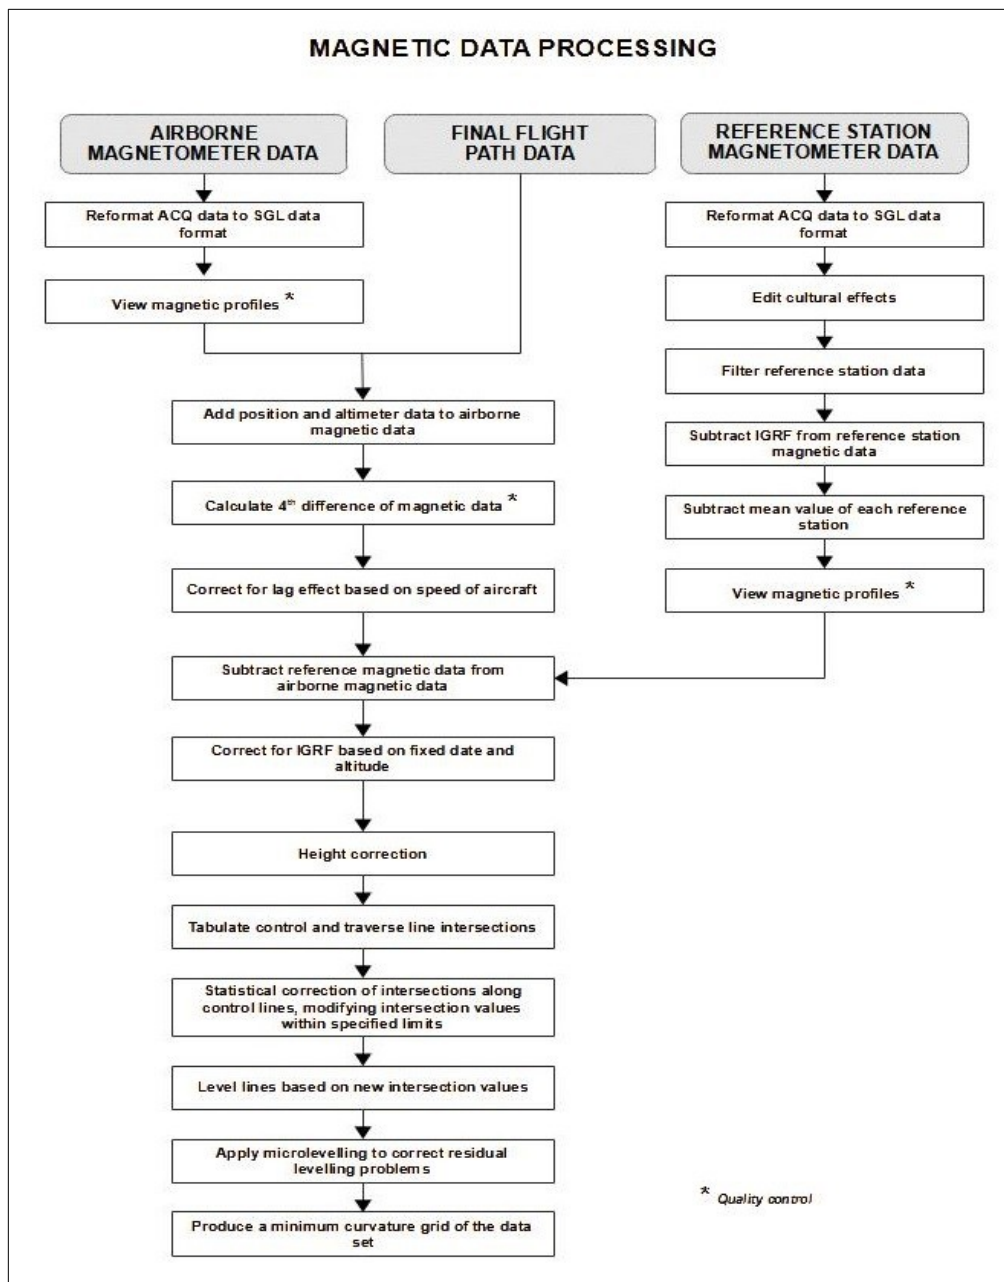 MAGNETIC DATA PROCESSING
AIRBORNE
MAGNETOMETER DATA
FINAL FLIGHT
PATH DATA
REFERENCE STATION
MAGNETOMETER DATA
Reformat ACQ data to SGL data
format
View magnetic profiles *
Reformat ACQ data to SGL data
format
Edit cultural effects
Filter reference station data
Subtract IGRF from reference station
magnetic data
Subtract mean value of each reference
station
View magnetic profiles *
Add position and altimeter data to airborne
magnetic data
Calculate 4th difference of magnetic data *
Correct for lag effect based on speed of aircraft
Subtract reference magnetic data from
airborne magnetic data
Correct for IGRF based on fixed date and
altitude
Height correction
Tabulate control and traverse line intersections
Statistical correction of intersections along
control lines, modifying intersection values
within specified limits
Level lines based on new intersection values
Apply microlevelling to correct residual
levelling problems
Produce a minimum curvature grid of the data
set
* Quality control